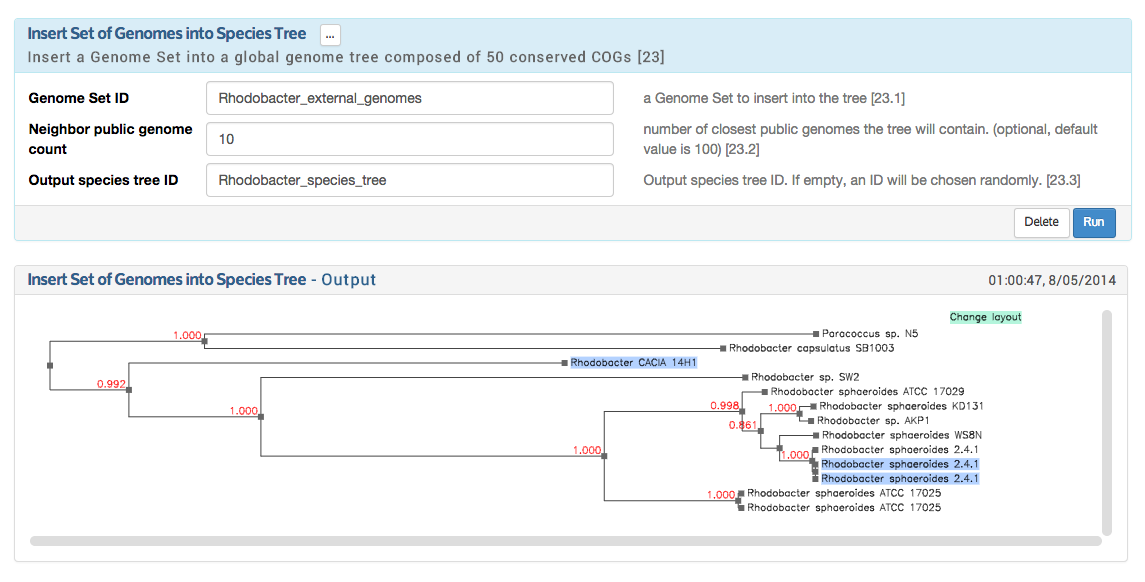 Insert Set of Genomes into Species Tree ...
Insert a Genome Set into a global genome tree composed of 50 conserved COGs [23]
Genome Set ID Rhodobacter_external_genomes a Genome Set to insert into the tree [23.1]
Neighbor public genome count 10 number of closest public genomes the tree will contain. (optional, default value is 100) [23.2]
Output species tree ID Rhodobacter_species_tree Output species tree ID. If empty, an ID will be chosen randomly. [23.3]
Delete Run
Insert Set of Genomes into Species Tree - Output 01:00:47, 8/05/2014
Change layout
1.000 Paracoccus sp. N5
Rhodobacter capsulatus SB1003
Rhodobacter CACIA 14H1
Rhodobacter sp. SW2
0.992
Rhodobacter sphaeroides ATCC 17029
0.998 1.000 Rhodobacter sphaeroides KD131
1.000
Rhodobacter sp. AKP1
0.861
Rhodobacter sphaeroides WS8N
1.000 Rhodobacter sphaeroides 2.4.1
1.000 Rhodobacter sphaeroides 2.4.1
Rhodobacter sphaeroides 2.4.1
1.000 Rhodobacter sphaeroides ATCC 17025
Rhodobacter sphaeroides ATCC 17025